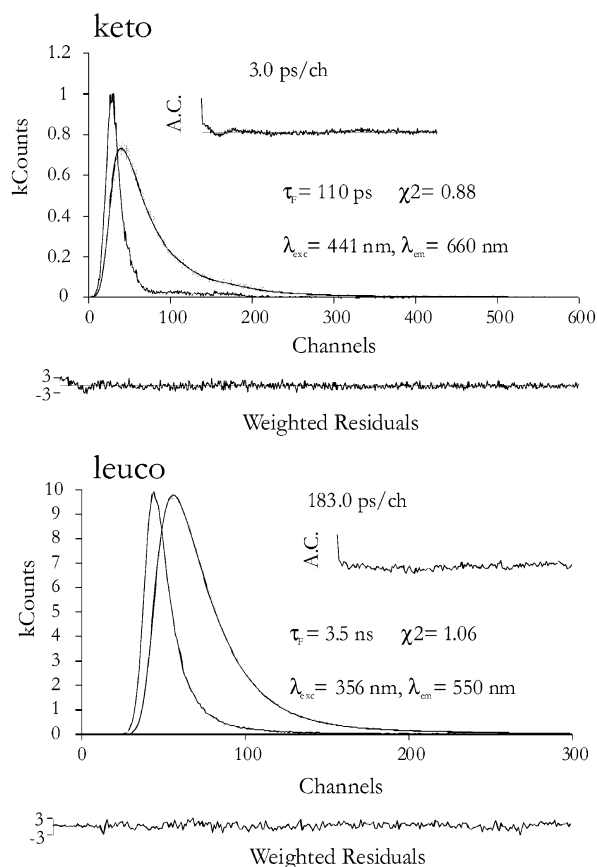 keto
1.2
1
0.8
0.6
0.4
0.2
0
kCounts
3.0 ps/ch
A.C.
τF= 110 ps χ2= 0.88
λexc= 441 nm, λem= 660 nm
0 100 200 300 400 500 600
Channels
3
-3
Weighted Residuals
leuco
10
9
8
7
6
5
4
3
2
1
0
kCounts
183.0 ps/ch
A.C.
τF= 3.5 ns χ2= 1.06
λexc= 356 nm, λem= 550 nm
0 100 200 300
Channels
3
-3
Weighted Residuals